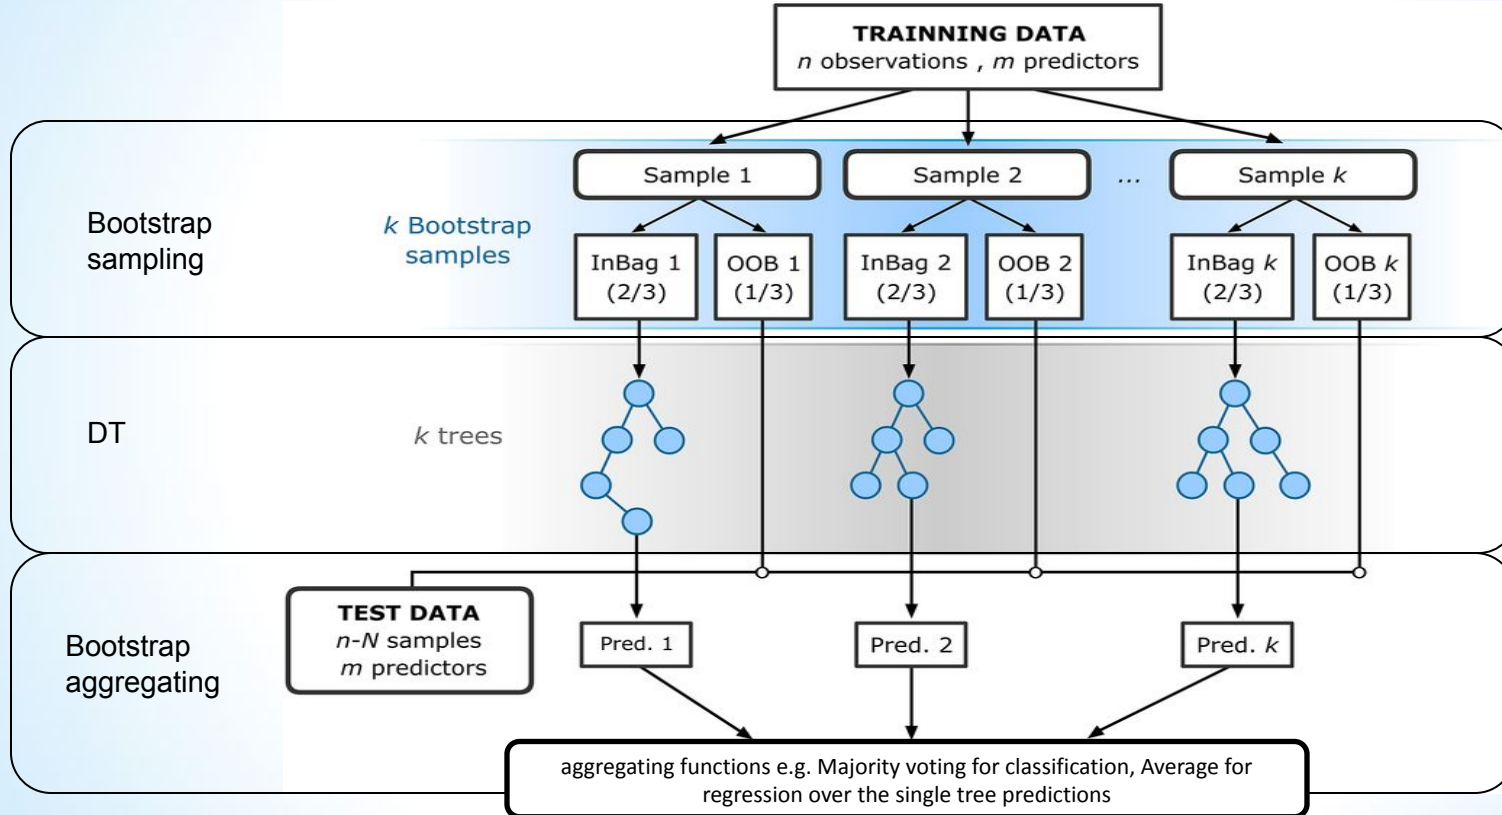 TRAINNING DATA
n observations , m predictors
Sample 1
Sample 2
...
Sample k
Bootstrap
sampling
k Bootstrap
samples
InBag 1
(2/3)
OOB 1
(1/3)
InBag 2
(2/3)
OOB 2
(1/3)
InBag k
(2/3)
OOB k
(1/3)
DT
k trees
Bootstrap
aggregating
TEST DATA
n-N samples
m predictors
Pred. 1
Pred. 2
Pred. k
aggregating functions e.g. Majority voting for classification, Average for
regression over the single tree predictions